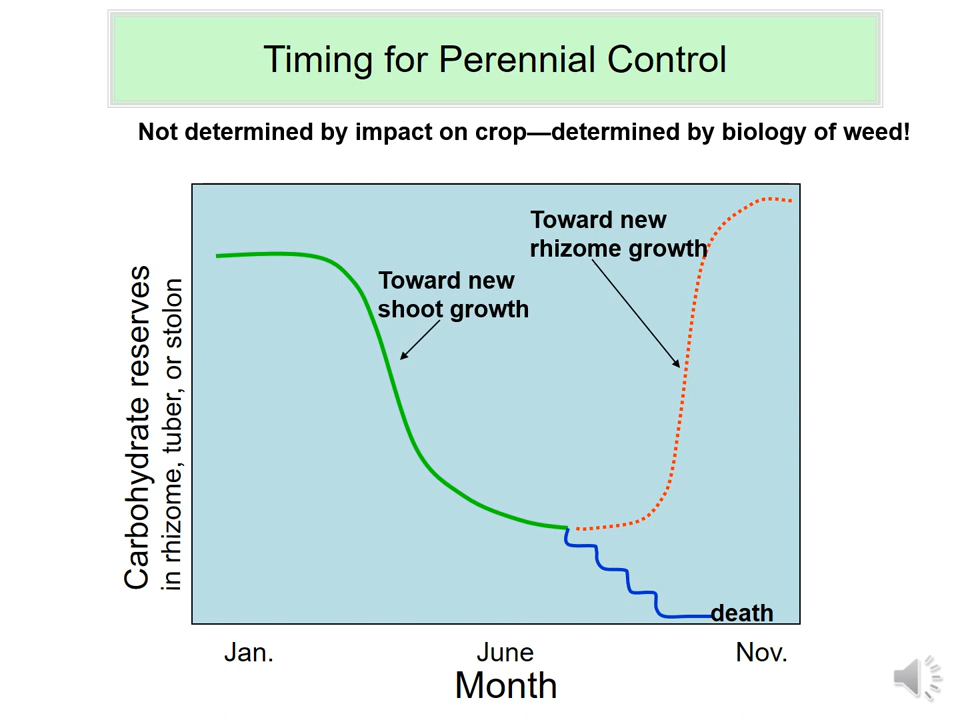 Timing for Perennial Control
Not determined by impact on crop—determined by biology of weed!
Toward new
rhizome growth
Toward new
shoot growth
Carbohydrate reserves
in rhizome, tuber, or stolon
death
Jan.
June
Nov.
Month